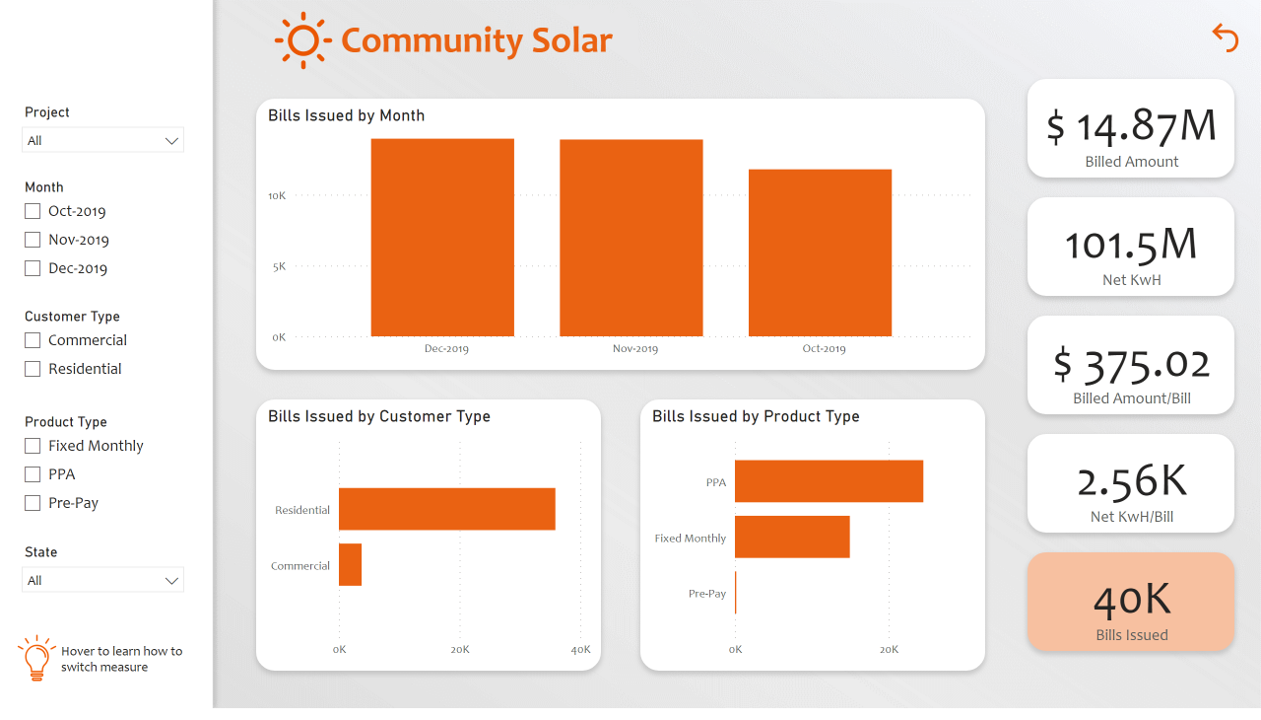 Community Solar
Project
All
Month
Oct-2019
Nov-2019
Dec-2019
Customer Type
Commercial
Residential
Product Type
Fixed Monthly
PPA
Pre-Pay
State
All
Hover to learn how to
switch measure
Bills Issued by Month
10K
5K
0K
Dec-2019 Nov-2019 Oct-2019
Bills Issued by Customer Type
Residential
Commercial
0K 20K 40K
Bills Issued by Product Type
PPA
Fixed Monthly
Pre-Pay
0K 20K
$ 14.87M
Billed Amount
101.5M
Net KwH
$ 375.02
Billed Amount/Bill
2.56K
Net KwH/Bill
40K
Bills Issued